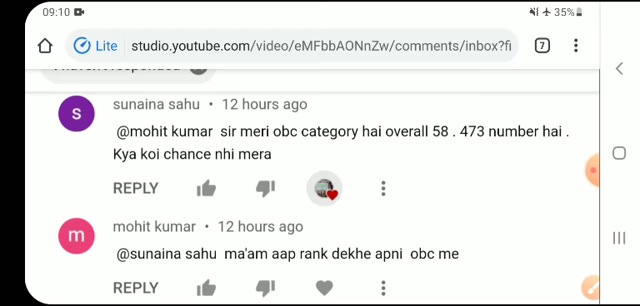 09:10 35%
Lite studio.youtube.com/video/eMFbbAONnZw/comments/inbox?fi 7
sunaina sahu • 12 hours ago
S @mohit kumar sir meri obc category hai overall 58 . 473 number hai .
Kya koi chance nhi mera
REPLY
mohit kumar • 12 hours ago
m @sunaina sahu ma'am aap rank dekhe apni obc me
REPLY